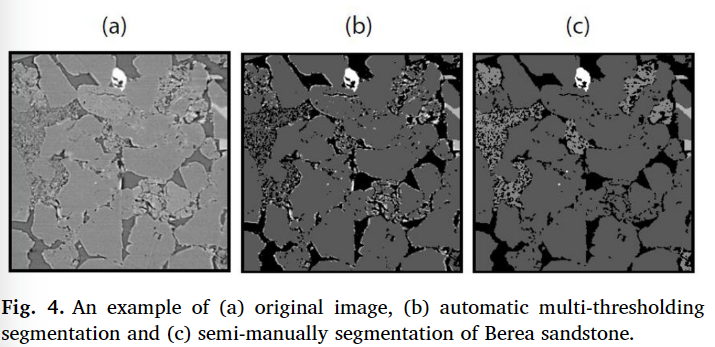 (a) (b) (c)
Fig. 4. An example of (a) original image, (b) automatic multi-thresholding
segmentation and (c) semi-manually segmentation of Berea sandstone.